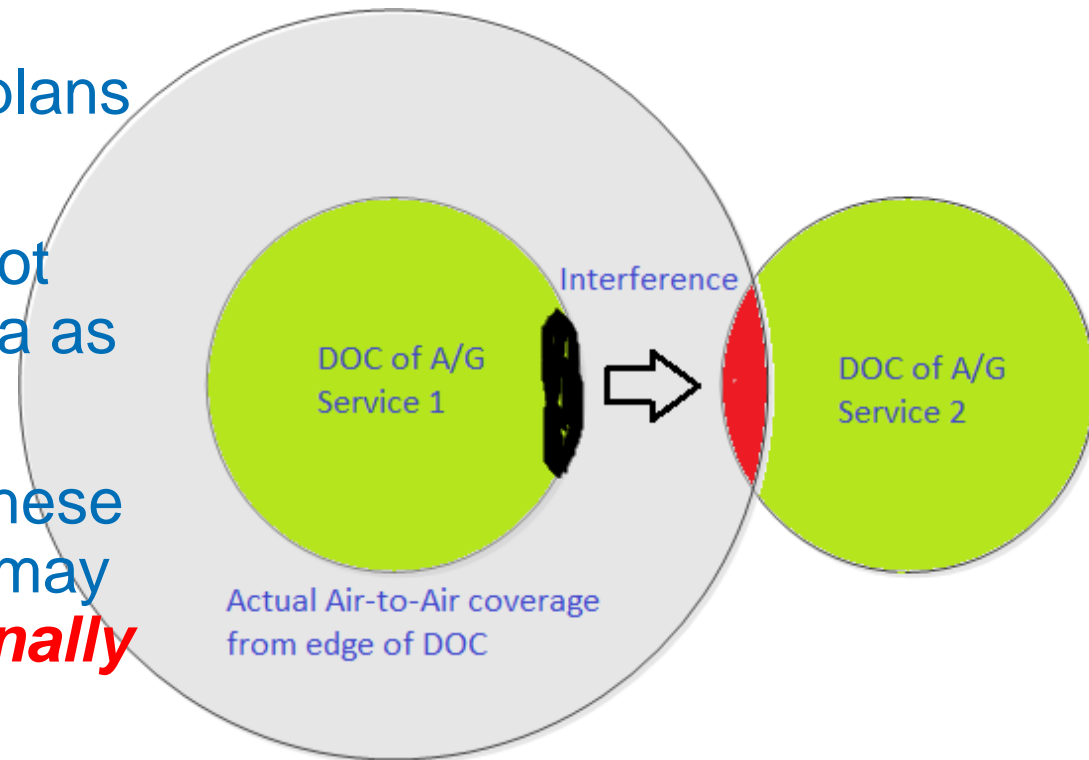 plans
ot
a as
hese
may
nally
Interference
DOC of A/G
Service 1
DOC of A/G
Service 2
Actual Air-to-Air coverage
from edge of DOC